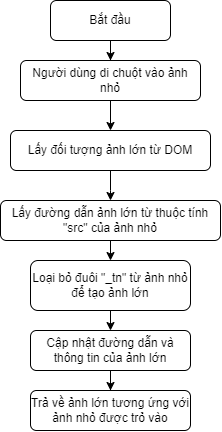 Bắt đầu
Người dùng di chuột vào ảnh
nhỏ
Lấy đối tượng ảnh lớn từ DOM
Lấy đường dẫn ảnh lớn từ thuộc tính
"src" của ảnh nhỏ
Loại bỏ đuôi "_tn" từ ảnh nhỏ
để tạo ảnh lớn
Cập nhật đường dẫn và
thông tin của ảnh lớn
Trả về ảnh lớn tương ứng với
ảnh nhỏ được trỏ vào